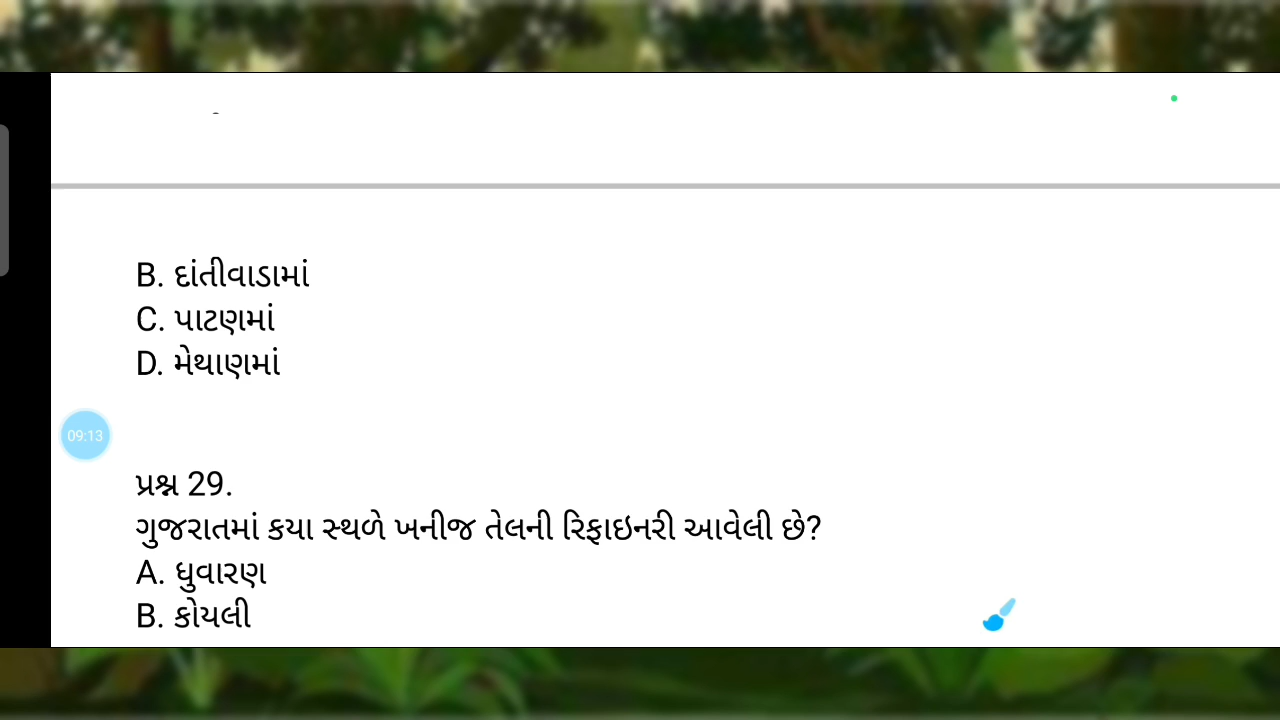 B. દાંતીવાડામાં
C. પાટણમાં
D. મેથાણમાં
09:13
પ્રશ્ન 29.
ગુજરાતમાં કયા સ્થળે ખનીજ તેલની રિફાઇનરી આવેલી છે?
A. ધુવારણ
B. કોયલી